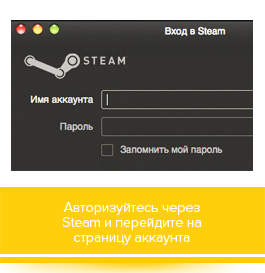 Вход в Steam
STEAM
Имя аккаунта
Пароль
Запомнить мой пароль
Авторизуйтесь через
Steam и перейдите на
страницу аккаунта